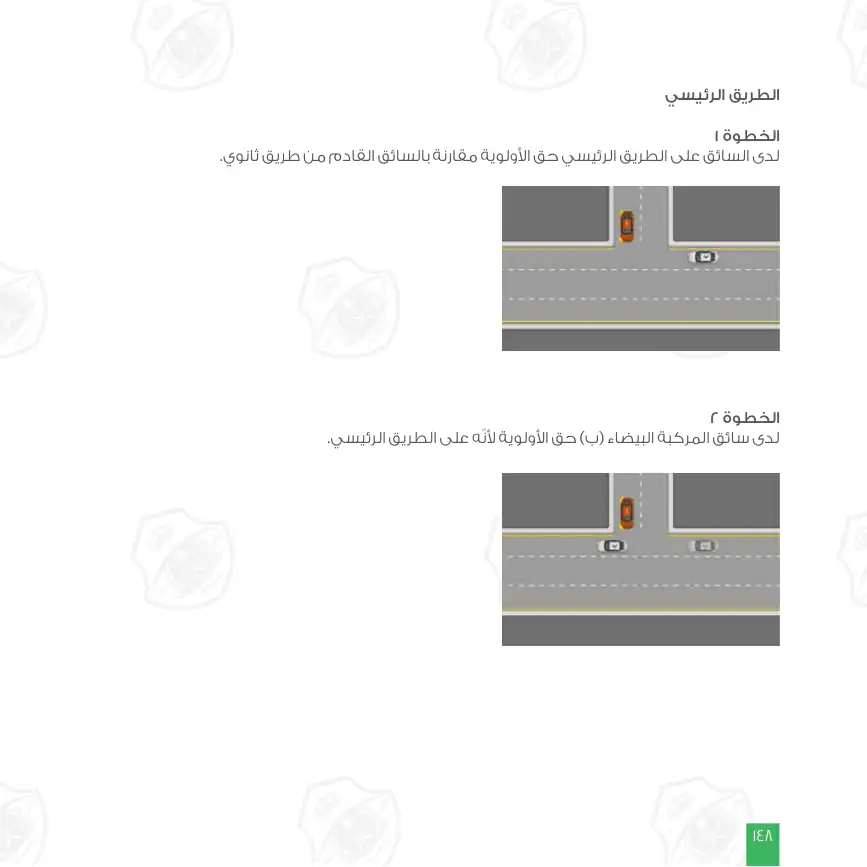 الطريق الرئيسي
الخطوة ١
لدى السائق على الطريق الرئيسي حق الأولوية مقارنة بالسائق القادم من طريق ثانوي.
الخطوة ٢
لدى سائق المركبة البيضاء (ب) حق الأولوية لأنّه على الطريق الرئيسي.
١٤٨